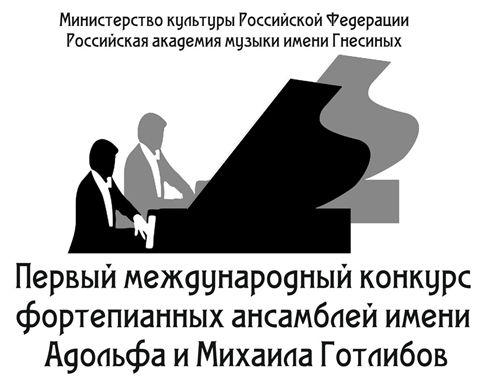 Министерство культуры Российской Федерации
Российская академия музыки имени Гнесиных
Первый международный конкурс
фортепианных ансамблей имени
Адольфа и Михаила Готлибов